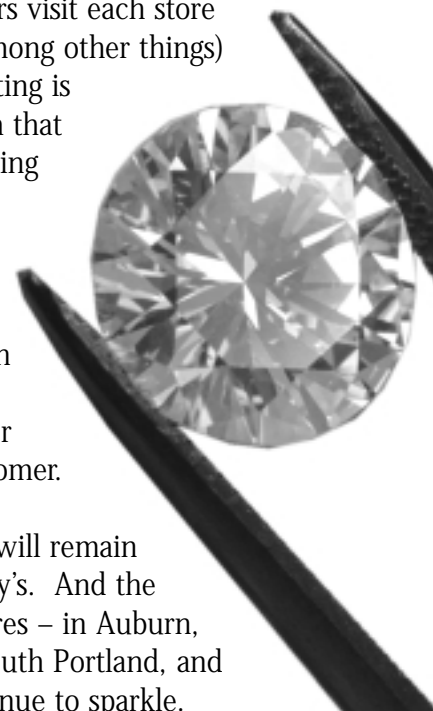 rs visit each store
mong other things)
ting is
n that
ing
n
r
omer.
will remain
y's. And the
res – in Auburn,
uth Portland, and
nue to sparkle.